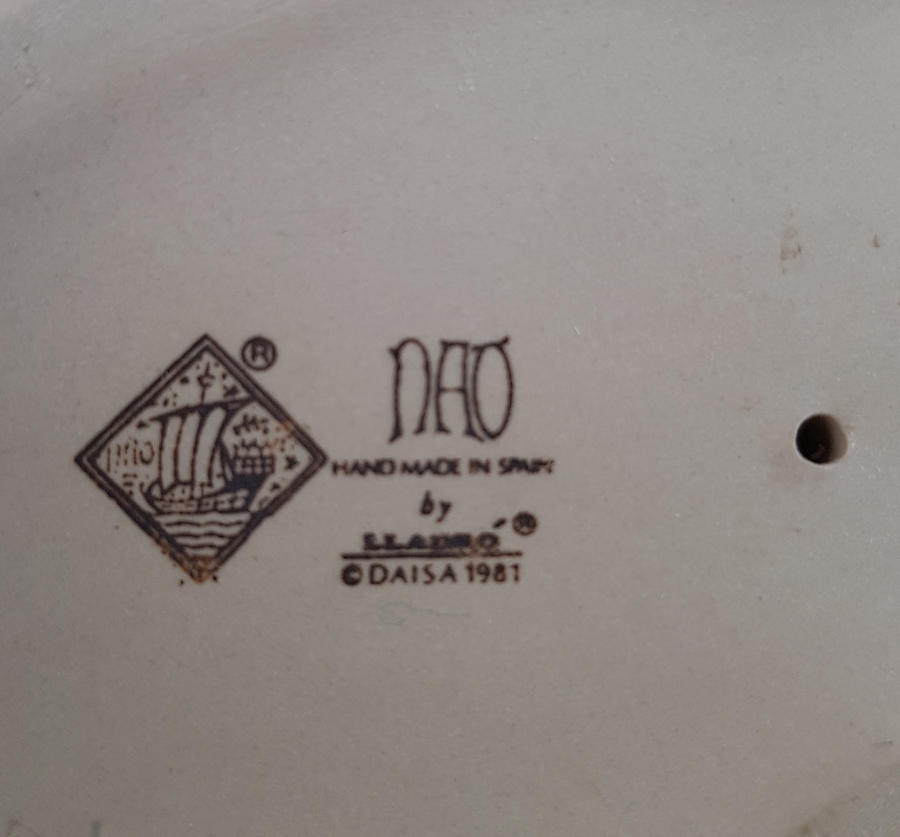 ®
NAO
HAND MADE IN SPAIN
by
LLADRÓ®
© DAISA 1981